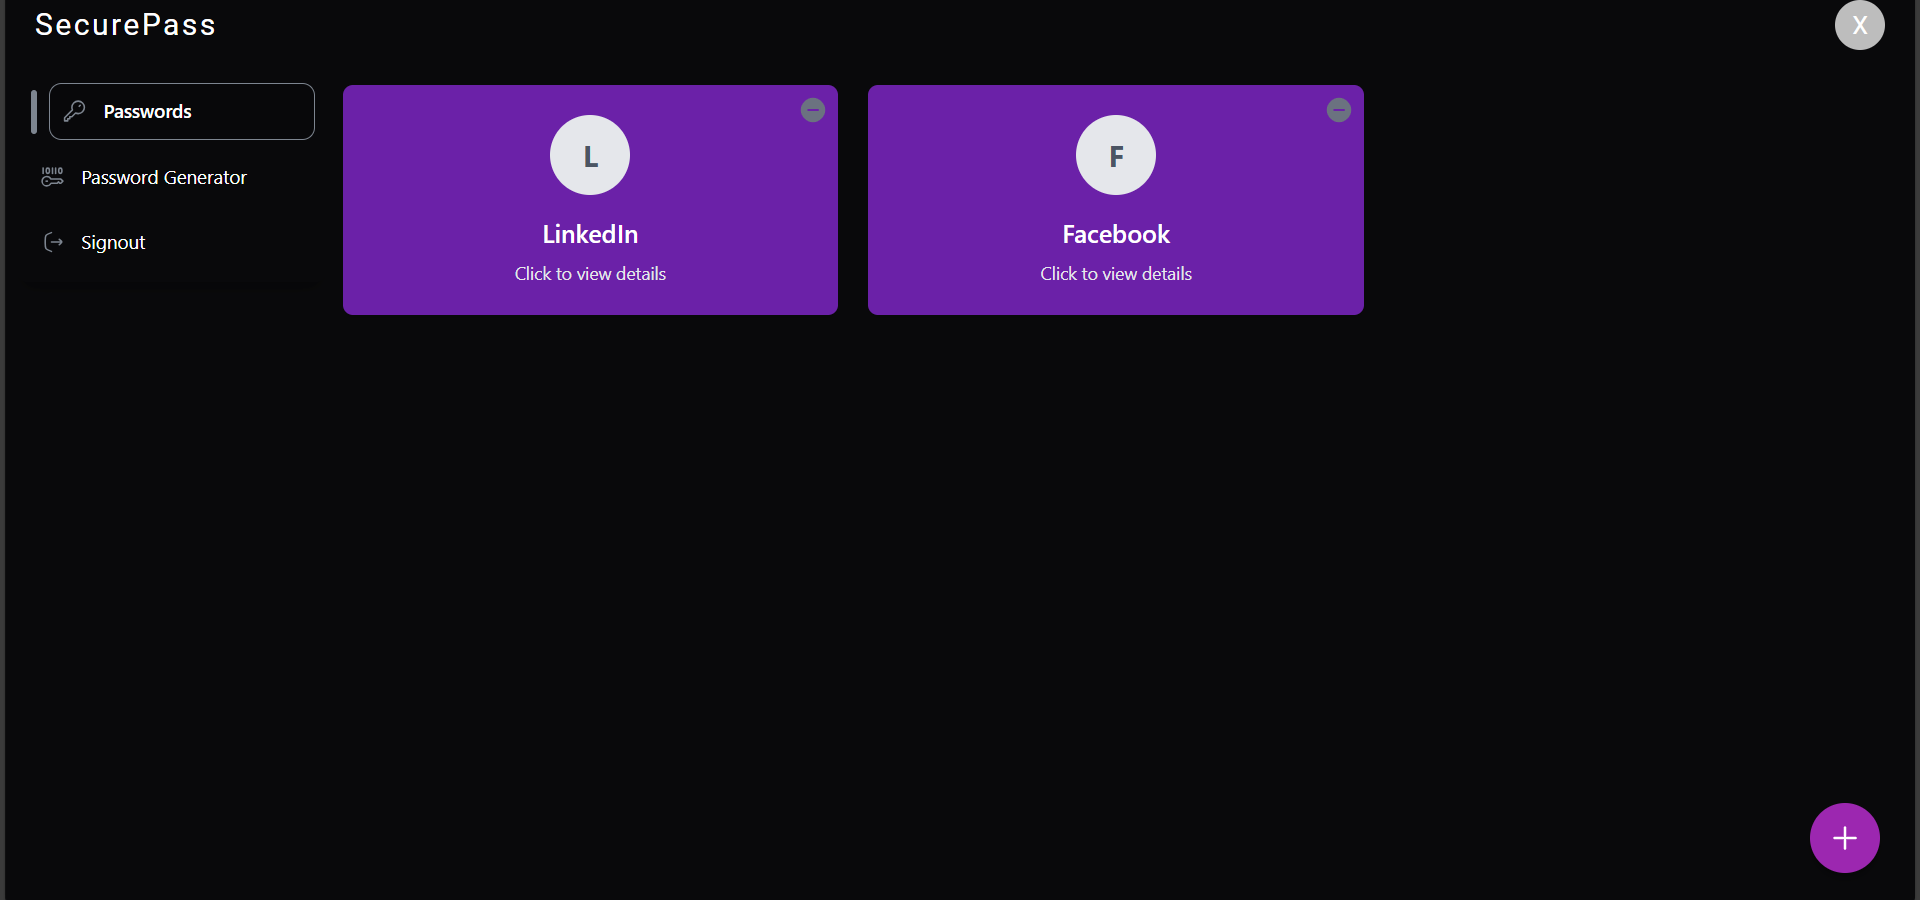 SecurePass
X
Passwords
Password Generator
Signout
L
LinkedIn
Click to view details
F
Facebook
Click to view details